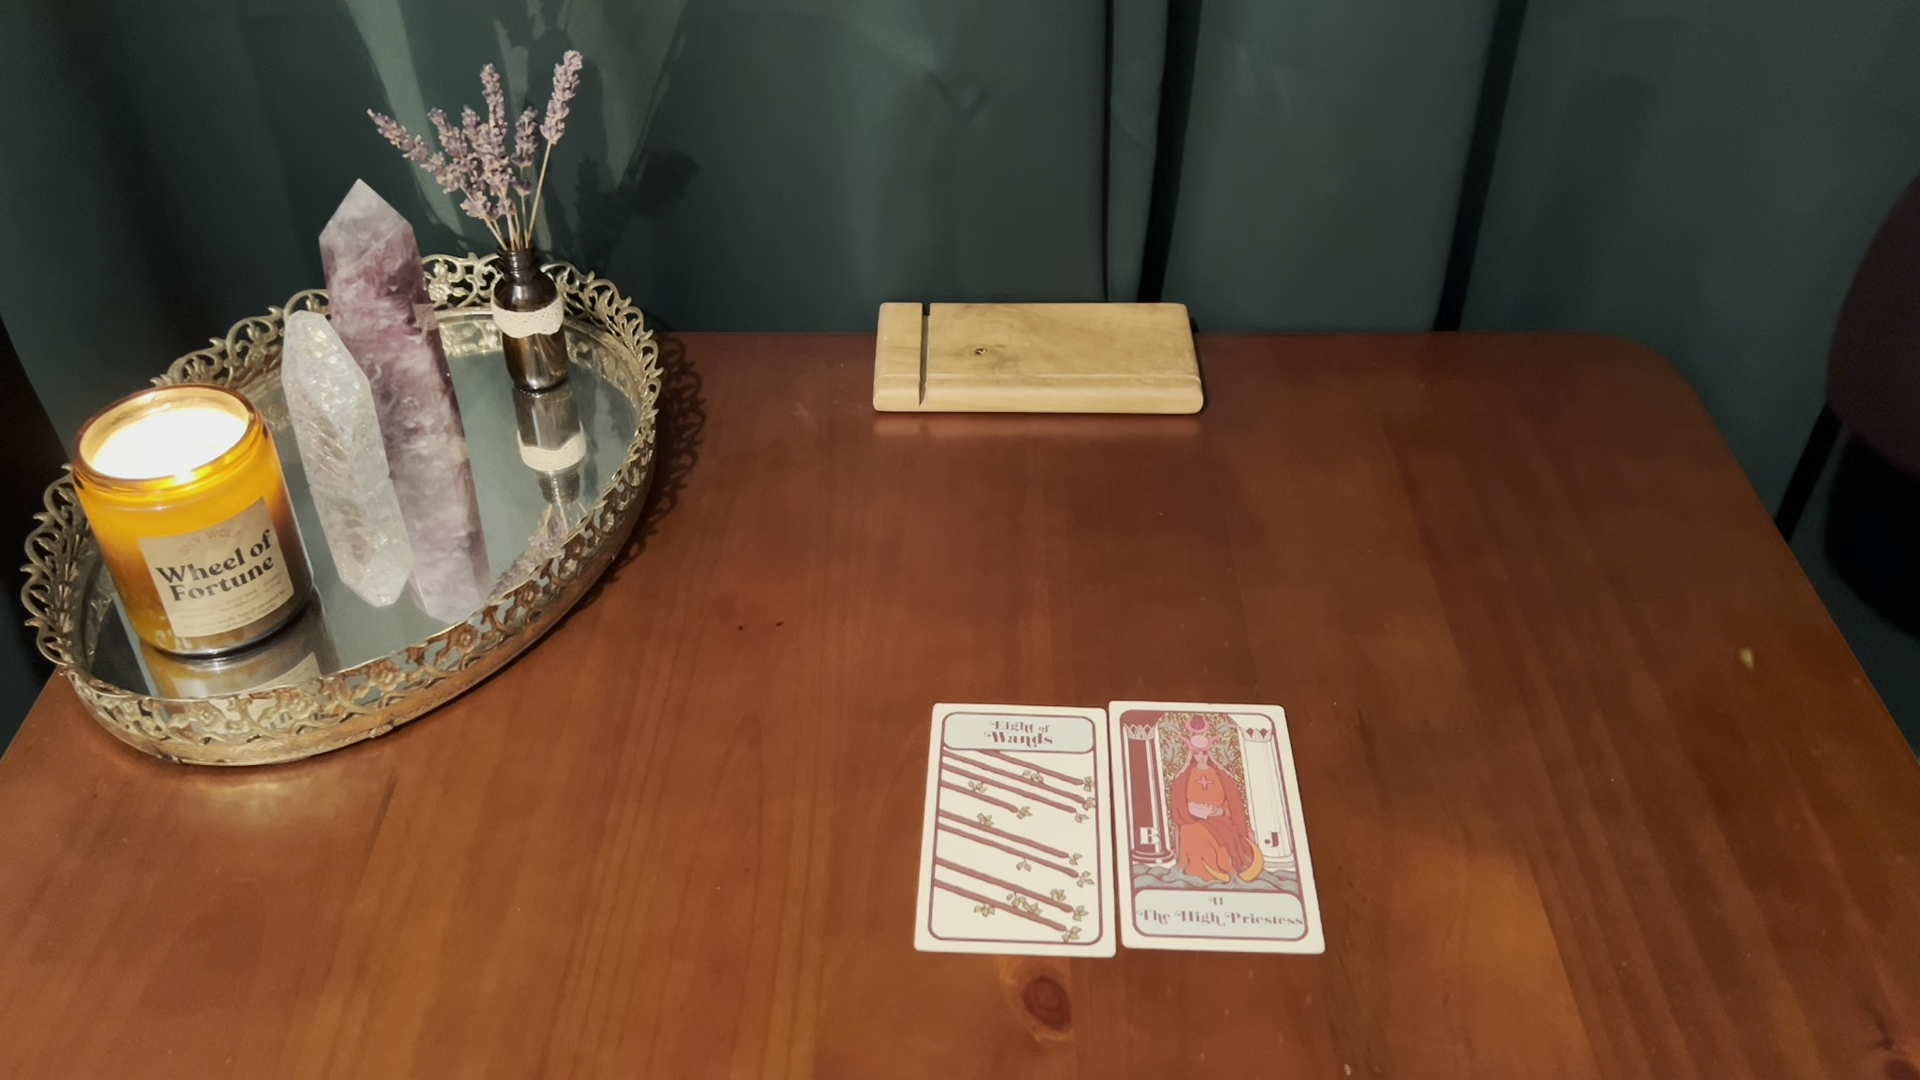 Wheel of
Fortune
Eight of
Wands
B
J
II
The High Priestess